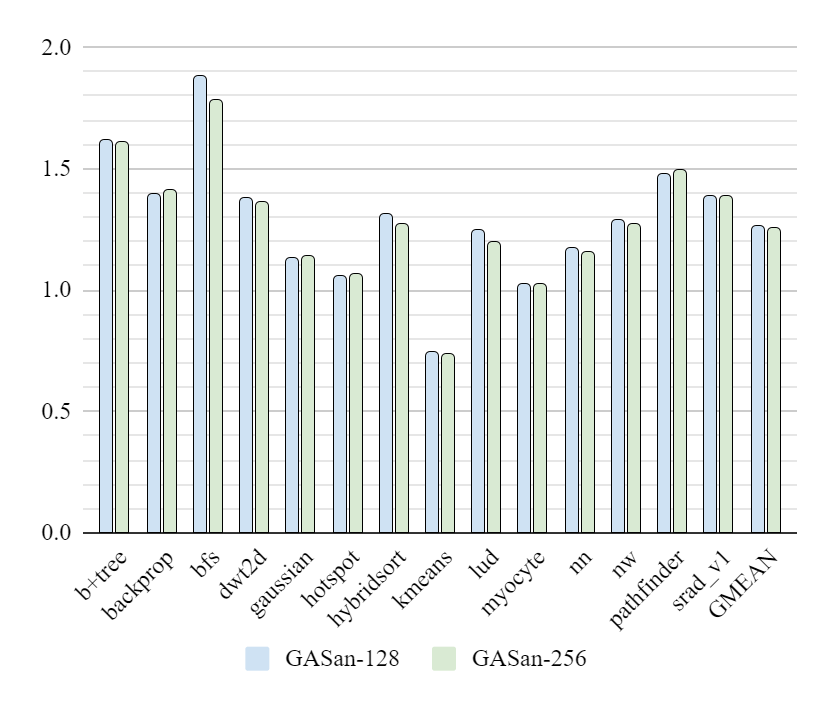 2.0
1.5
1.0
0.5
0.0
b+tree
backprop
bfs
dwt2d
gaussian
hotspot
hybridsort
kmeans
lud
myocyte
nn
nw
pathfinder
srad_v1
GMEAN
GASan-128
GASan-256